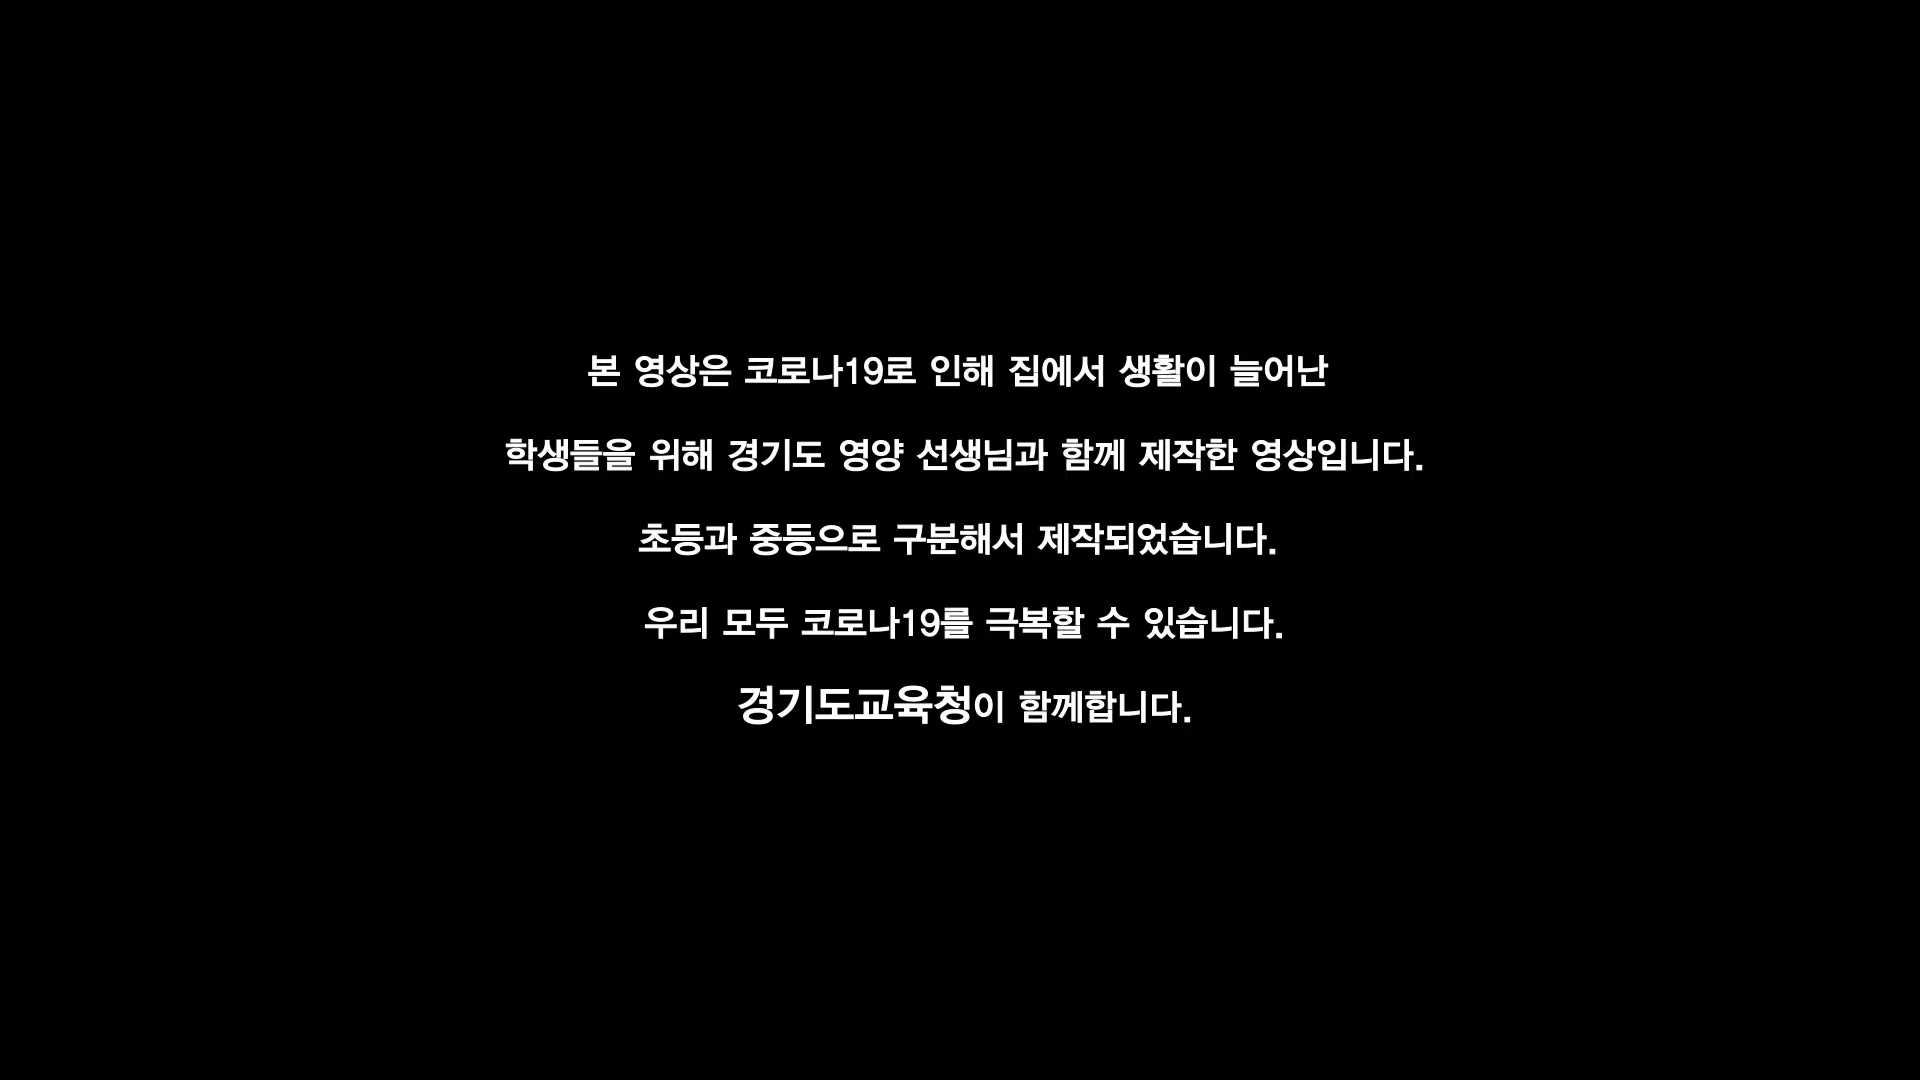 본 영상은 코로나19로 인해 집에서 생활이 늘어난
학생들을 위해 경기도 영양 선생님과 함께 제작한 영상입니다.
초등과 중등으로 구분해서 제작되었습니다.
우리 모두 코로나19를 극복할 수 있습니다.
경기도교육청이 함께합니다.